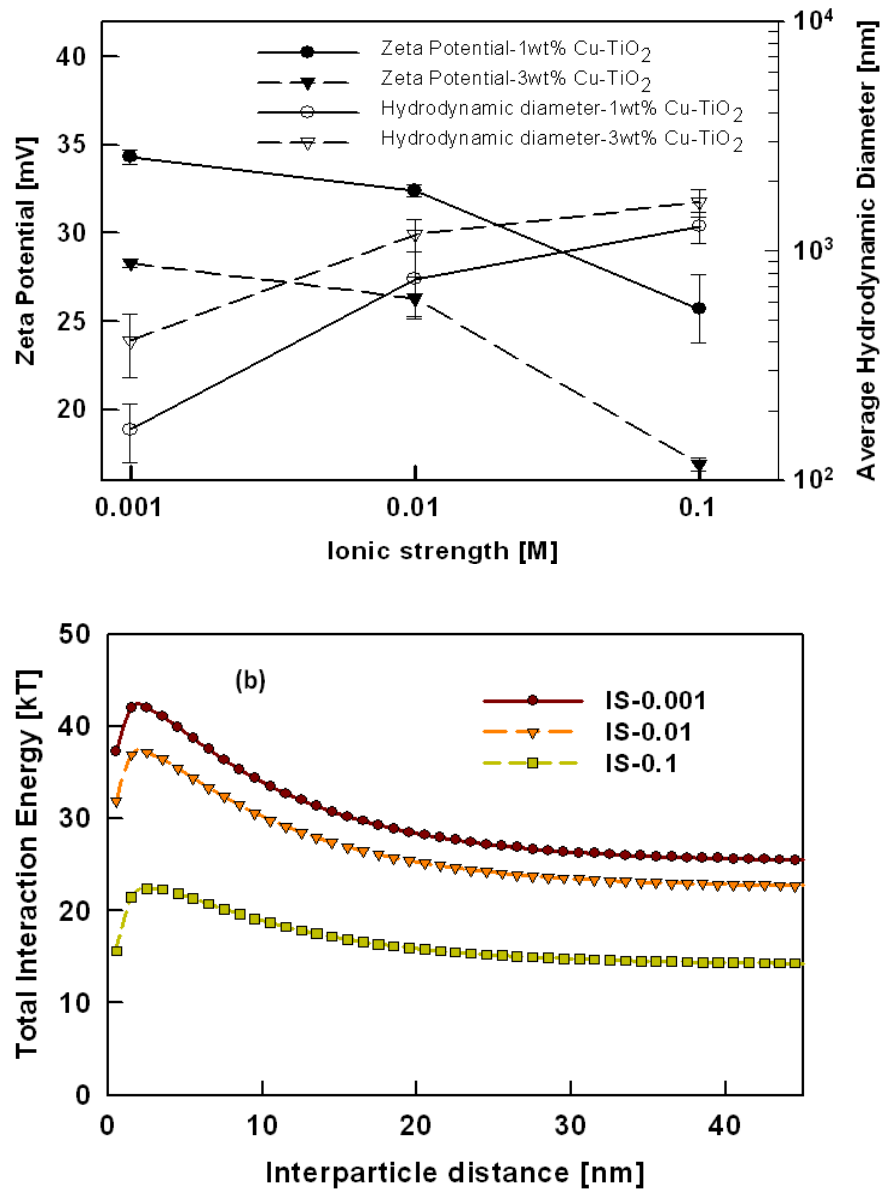 Zeta Potential-1wt% Cu-TiO2
Zeta Potential-3wt% Cu-TiO2
Hydrodynamic diameter-1wt% Cu-TiO2
Hydrodynamic diameter-3wt% Cu-TiO2
40
35
30
25
20
Zeta Potential [mV]
10^4
10^3
10^2
Average Hydrodynamic Diameter [nm]
0.001 0.01 0.1
Ionic strength [M]
(b)
IS-0.001
IS-0.01
IS-0.1
50
40
30
20
10
0
Total Interaction Energy [kT]
0 10 20 30 40
Interparticle distance [nm]